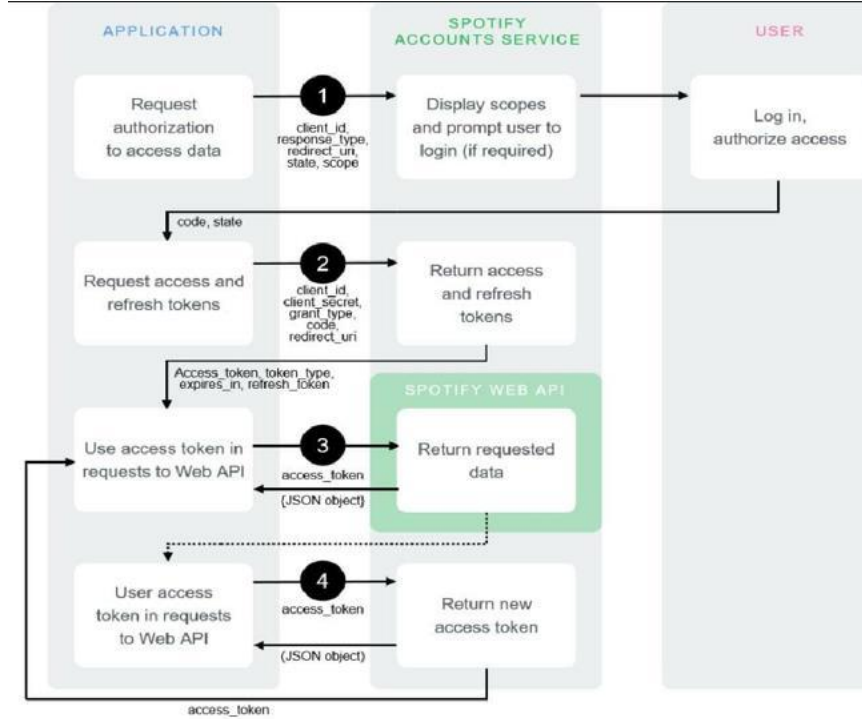 APPLICATION
SPOTIFY
ACCOUNTS SERVICE
USER
Request
authorization
to access data
1
client_id,
response_type,
redirect_uri,
state, scope
Display scopes
and prompt user to
login (if required)
Log in,
authorize access
code, state
Request access and
refresh tokens
2
client_id,
client_secret,
grant_type,
code,
redirect_uri
Return access
and refresh
tokens
Access_token, token_type,
expires_in, refresh_token
SPOTIFY WEB API
Use access token in
requests to Web API
3
access_token
{JSON object}
Return requested
data
User access
token in requests
to Web API
4
access_token
(JSON object)
Return new
access token
access_token